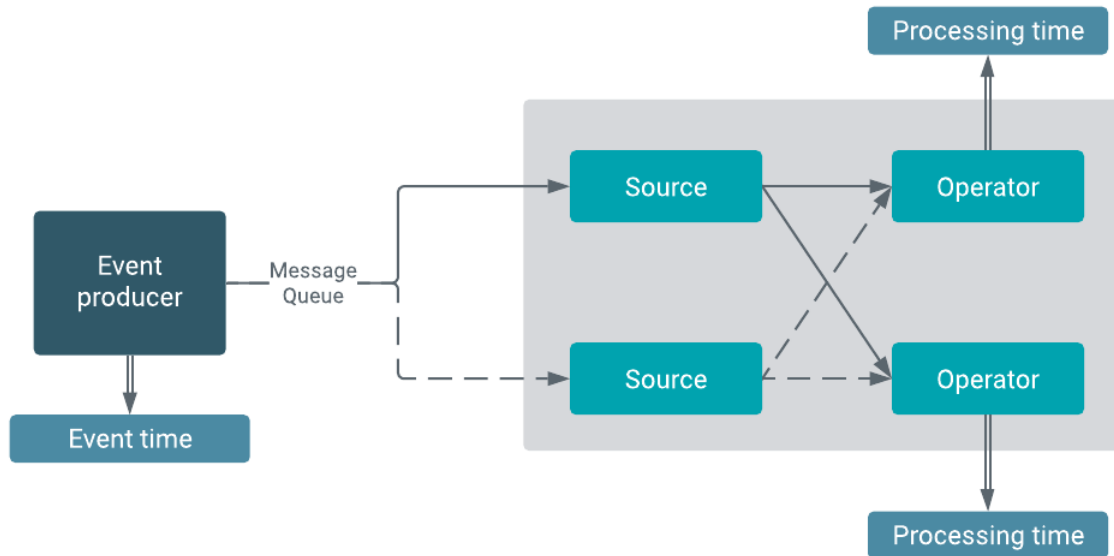 Processing time
Source
Operator
Event
producer
Message
Queue
Source
Operator
Event time
Processing time